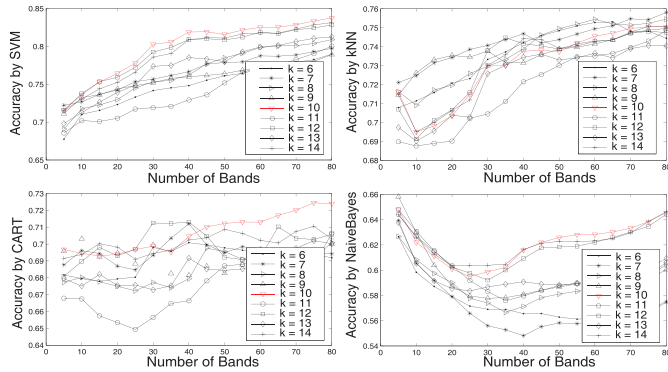 0.85
0.8
0.75
0.7
0.65
Accuracy by SVM
0 10 20 30 40 50 60 70 80
Number of Bands
k = 6
k = 7
k = 8
k = 9
k = 10
k = 11
k = 12
k = 13
k = 14
0.76
0.75
0.74
0.73
0.72
0.71
0.7
0.69
0.68
Accuracy by kNN
0 10 20 30 40 50 60 70 80
Number of Bands
k = 6
k = 7
k = 8
k = 9
k = 10
k = 11
k = 12
k = 13
k = 14
0.73
0.72
0.71
0.7
0.69
0.68
0.67
0.66
0.65
0.64
Accuracy by CART
0 10 20 30 40 50 60 70 80
Number of Bands
k = 6
k = 7
k = 8
k = 9
k = 10
k = 11
k = 12
k = 13
k = 14
0.66
0.64
0.62
0.6
0.58
0.56
0.54
Accuracy by NaiveBayes
0 10 20 30 40 50 60 70 80
Number of Bands
k = 6
k = 7
k = 8
k = 9
k = 10
k = 11
k = 12
k = 13
k = 14